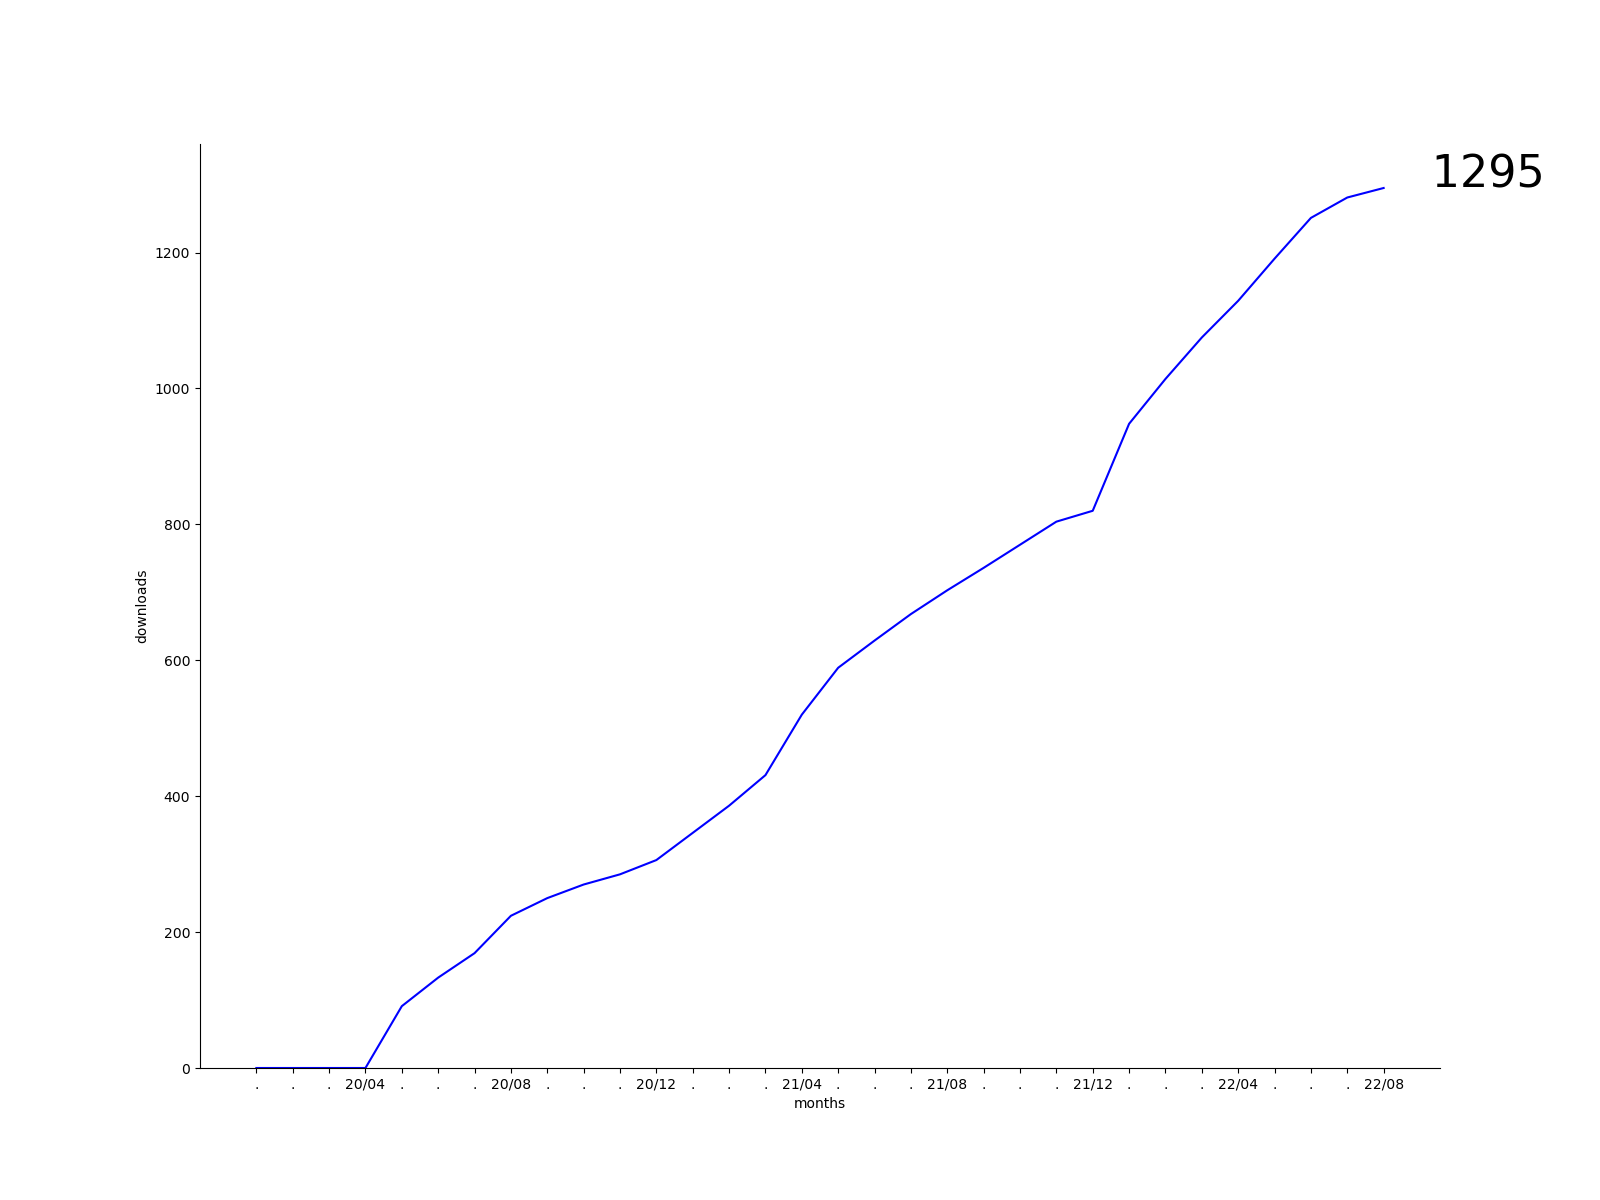 1295
1200
1000
800
600
400
200
0
downloads
. . . 20/04 . . . 20/08 . . . 20/12 . . . 21/04 . . . 21/08 . . . 21/12 . . . 22/04 . . . 22/08
months